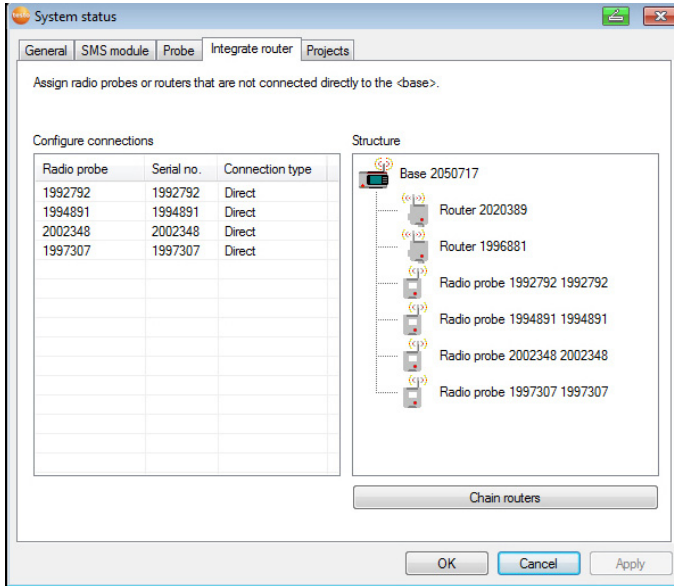 System status
General SMS module Probe Integrate router Projects
Assign radio probes or routers that are not connected directly to the <base>.
Configure connections
Radio probe Serial no. Connection type
1992792 1992792 Direct
1994891 1994891 Direct
2002348 2002348 Direct
1997307 1997307 Direct
Structure
Base 2050717
Router 2020389
Router 1996881
Radio probe 1992792 1992792
Radio probe 1994891 1994891
Radio probe 2002348 2002348
Radio probe 1997307 1997307
Chain routers
OK Cancel Apply